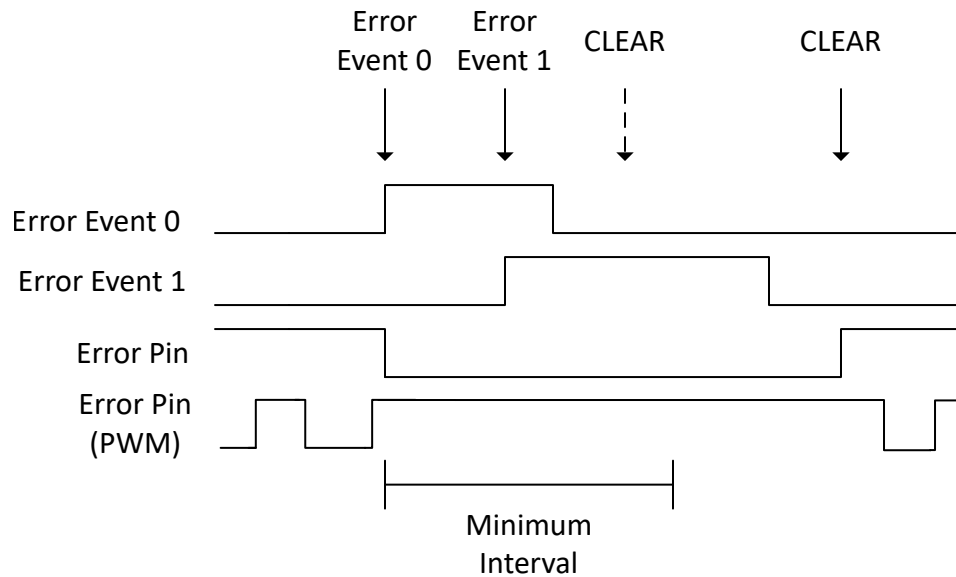 Error
Event 0
Error
Event 1
CLEAR
CLEAR
Error Event 0
Error Event 1
Error Pin
Error Pin
(PWM)
Minimum
Interval